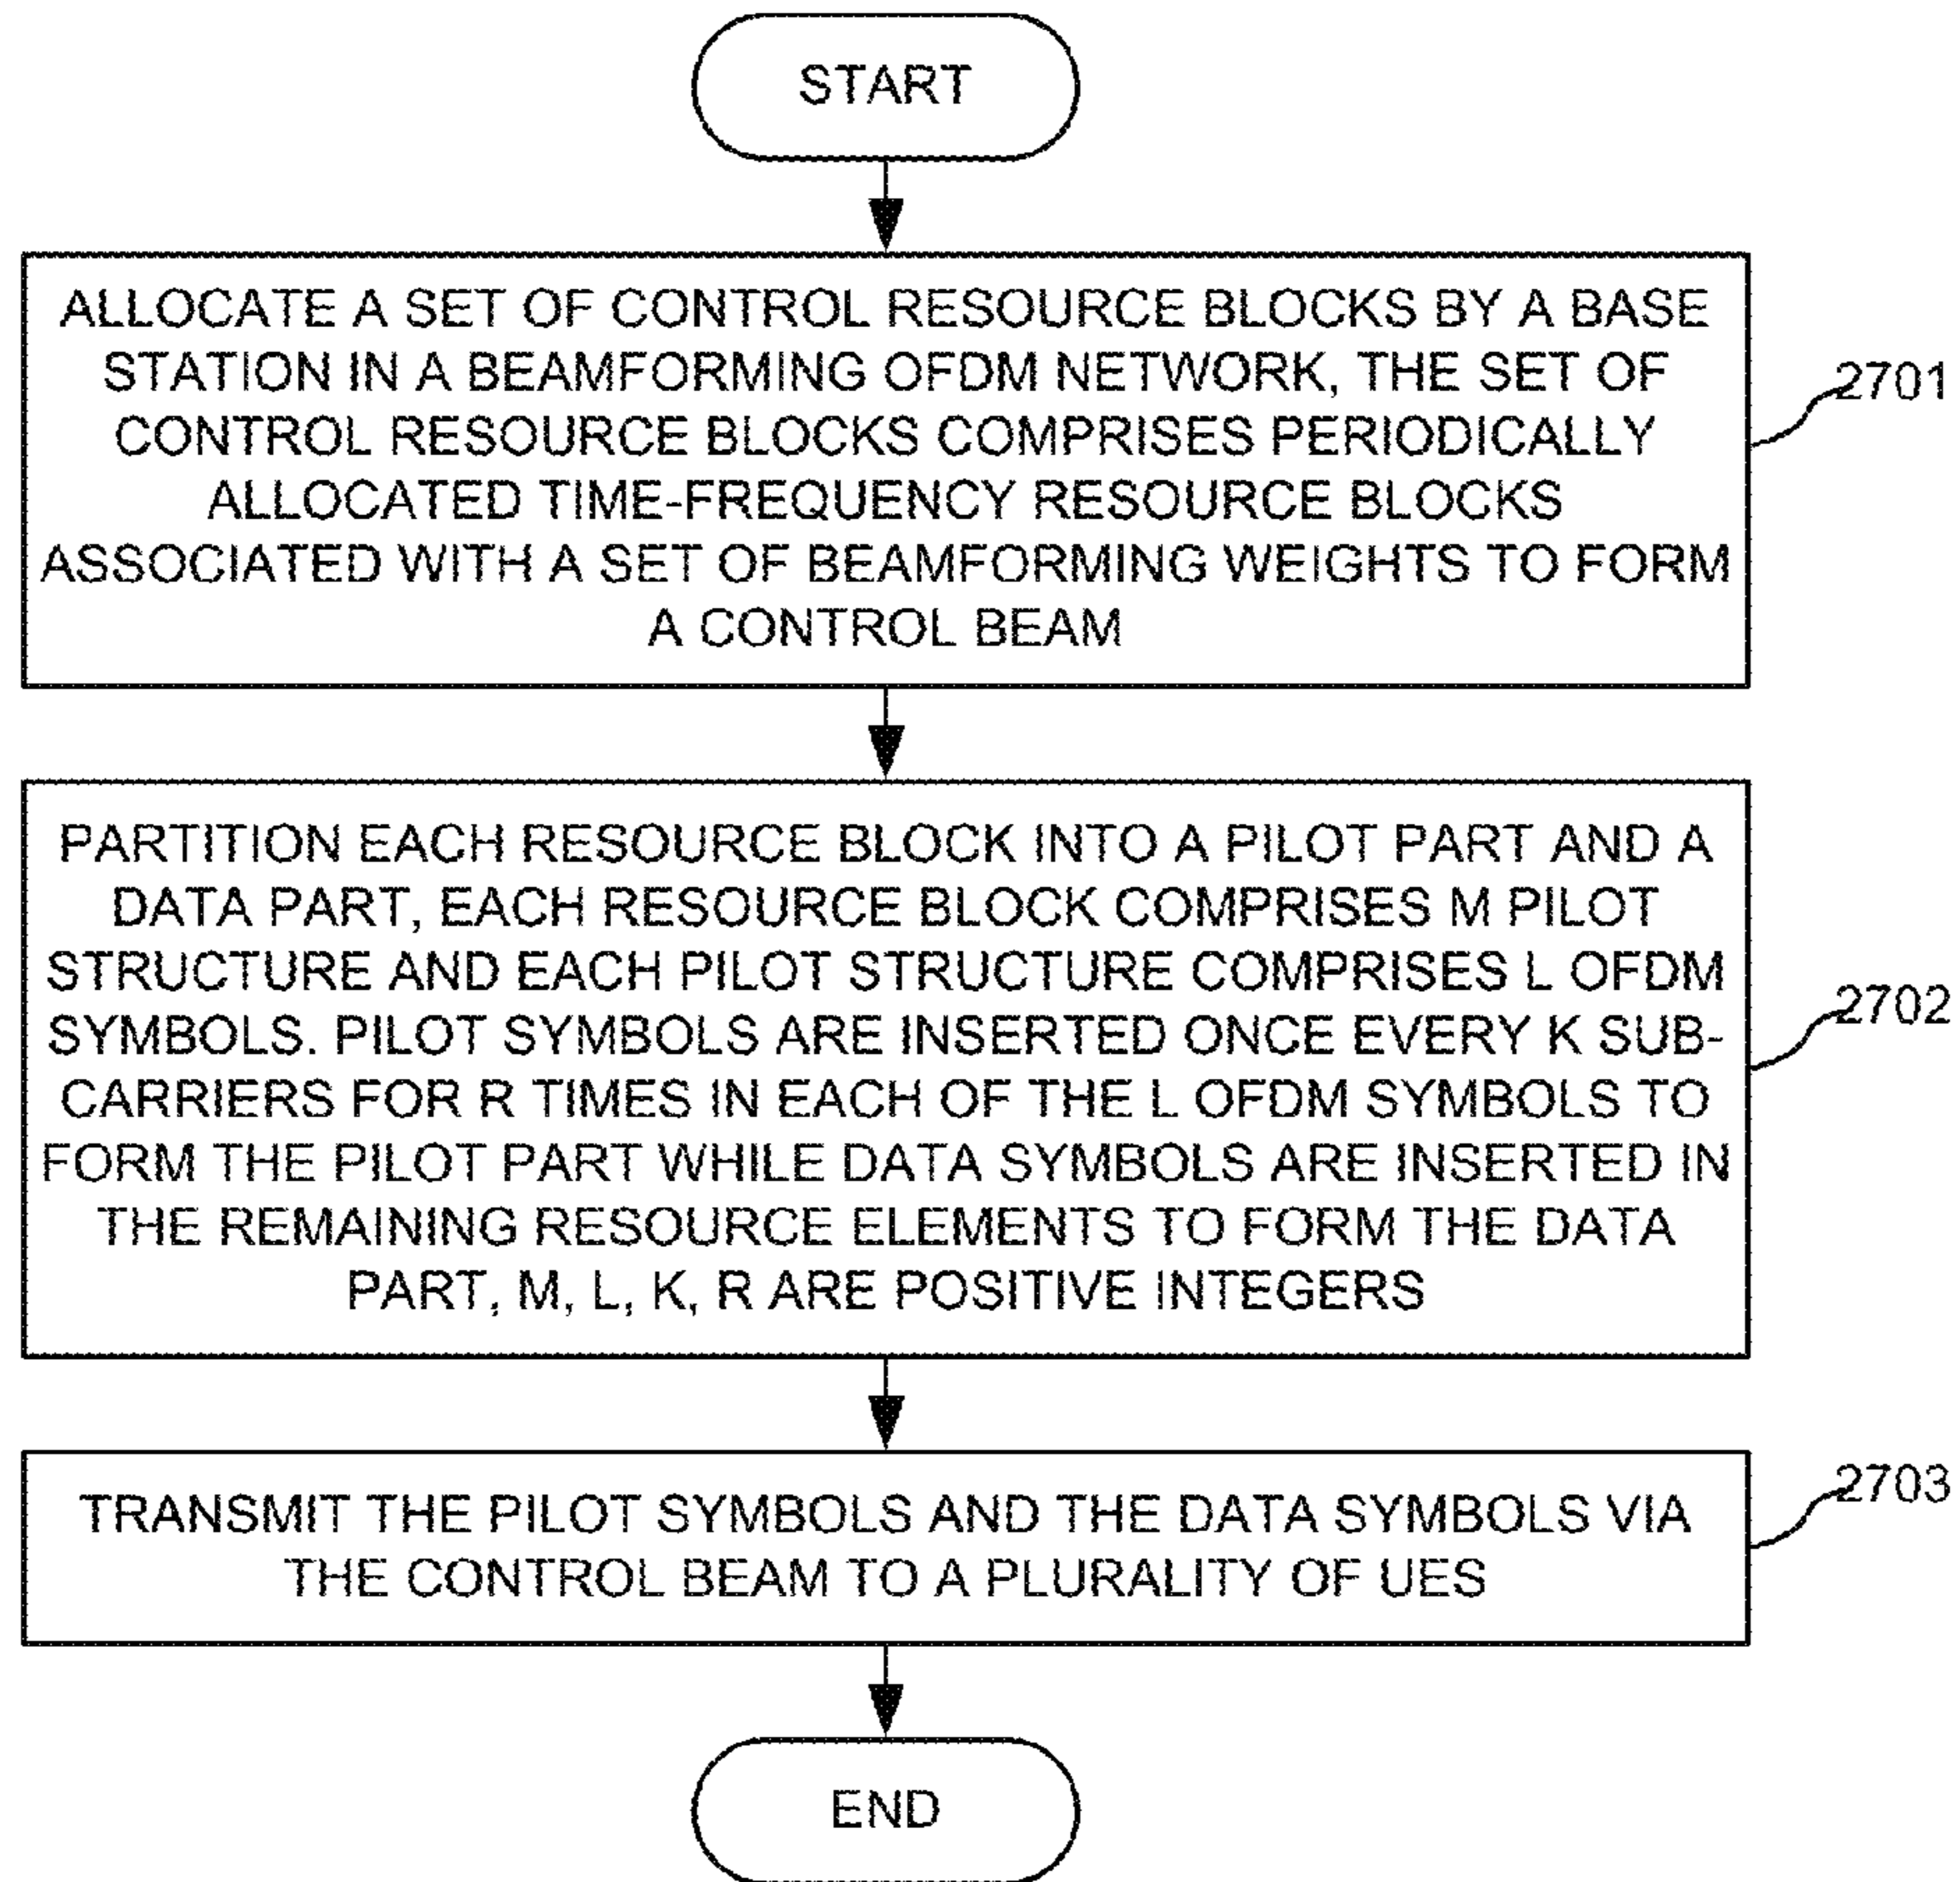 START
ALLOCATE A SET OF CONTROL RESOURCE BLOCKS BY A BASE
STATION IN A BEAMFORMING OFDM NETWORK, THE SET OF
CONTROL RESOURCE BLOCKS COMPRISES PERIODICALLY
ALLOCATED TIME-FREQUENCY RESOURCE BLOCKS
ASSOCIATED WITH A SET OF BEAMFORMING WEIGHTS TO FORM
A CONTROL BEAM
2701
PARTITION EACH RESOURCE BLOCK INTO A PILOT PART AND A
DATA PART, EACH RESOURCE BLOCK COMPRISES M PILOT
STRUCTURE AND EACH PILOT STRUCTURE COMPRISES L OFDM
SYMBOLS. PILOT SYMBOLS ARE INSERTED ONCE EVERY K SUB-
CARRIERS FOR R TIMES IN EACH OF THE L OFDM SYMBOLS TO
FORM THE PILOT PART WHILE DATA SYMBOLS ARE INSERTED IN
THE REMAINING RESOURCE ELEMENTS TO FORM THE DATA
PART, M, L, K, R ARE POSITIVE INTEGERS
2702
TRANSMIT THE PILOT SYMBOLS AND THE DATA SYMBOLS VIA
THE CONTROL BEAM TO A PLURALITY OF UES
2703
END